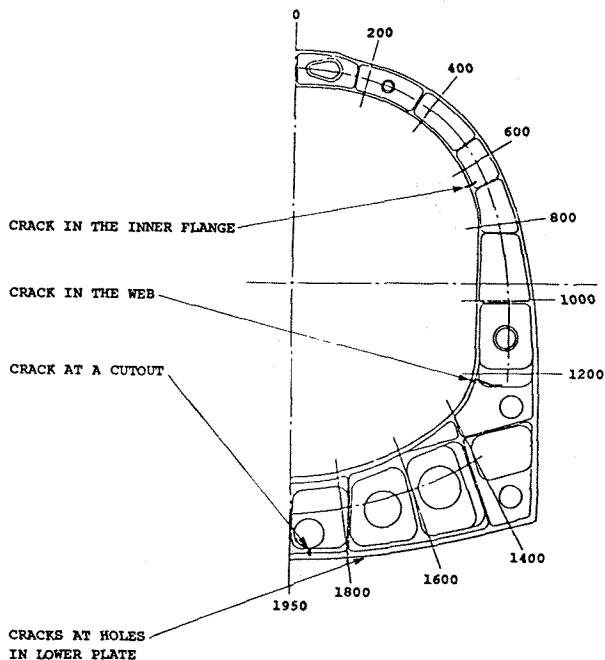 0
200
400
600
CRACK IN THE INNER FLANGE
800
CRACK IN THE WEB
1000
CRACK AT A CUTOUT
1200
1400
1600
1800
1950
CRACKS AT HOLES
IN LOWER PLATE